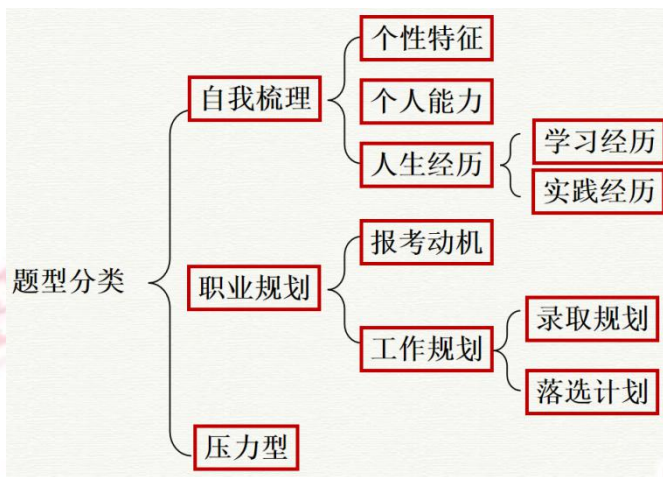 个性特征
自我梳理
个人能力
人生经历
学习经历
实践经历
题型分类
职业规划
报考动机
工作规划
录取规划
落选计划
压力型